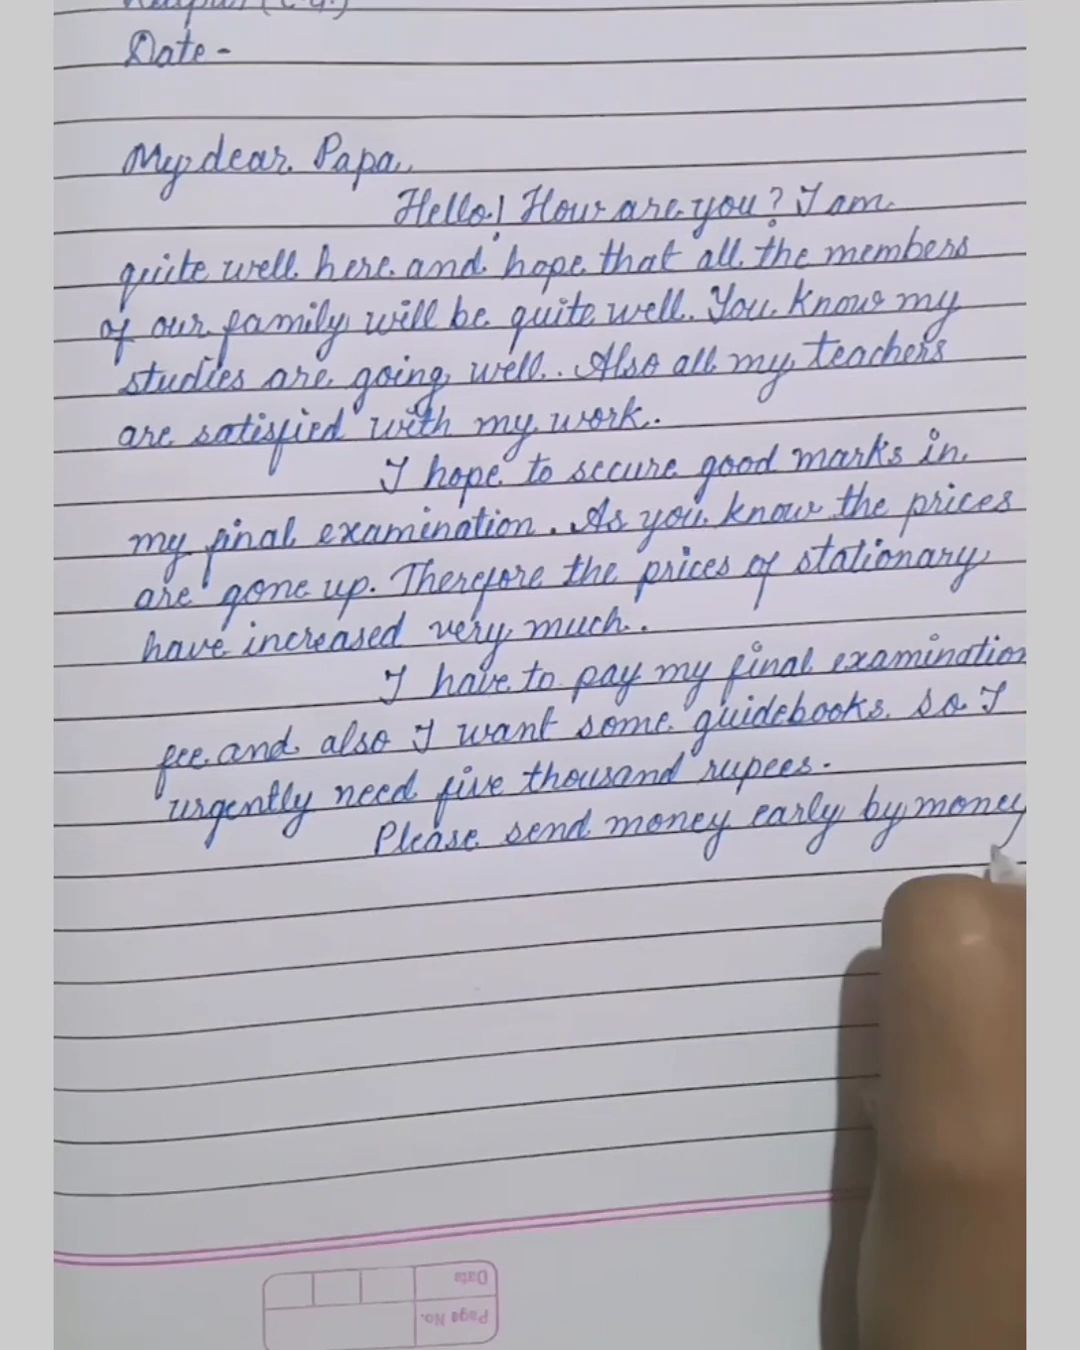 Raipur (C.G.)
Date -
My dear Papa,
Hello! How are you? I am
quite well here and hope that all the members
of our family will be quite well. You know my
studies are going well. Also all my teachers
are satisfied with my work.
I hope to secure good marks in
my final examination. As you know the prices
are gone up. Therefore the prices of stationary
have increased very much.
I have to pay my final examination
fee and also I want some guidebooks. so I
urgently need five thousand rupees.
Please send money early by money
Date
Page No.